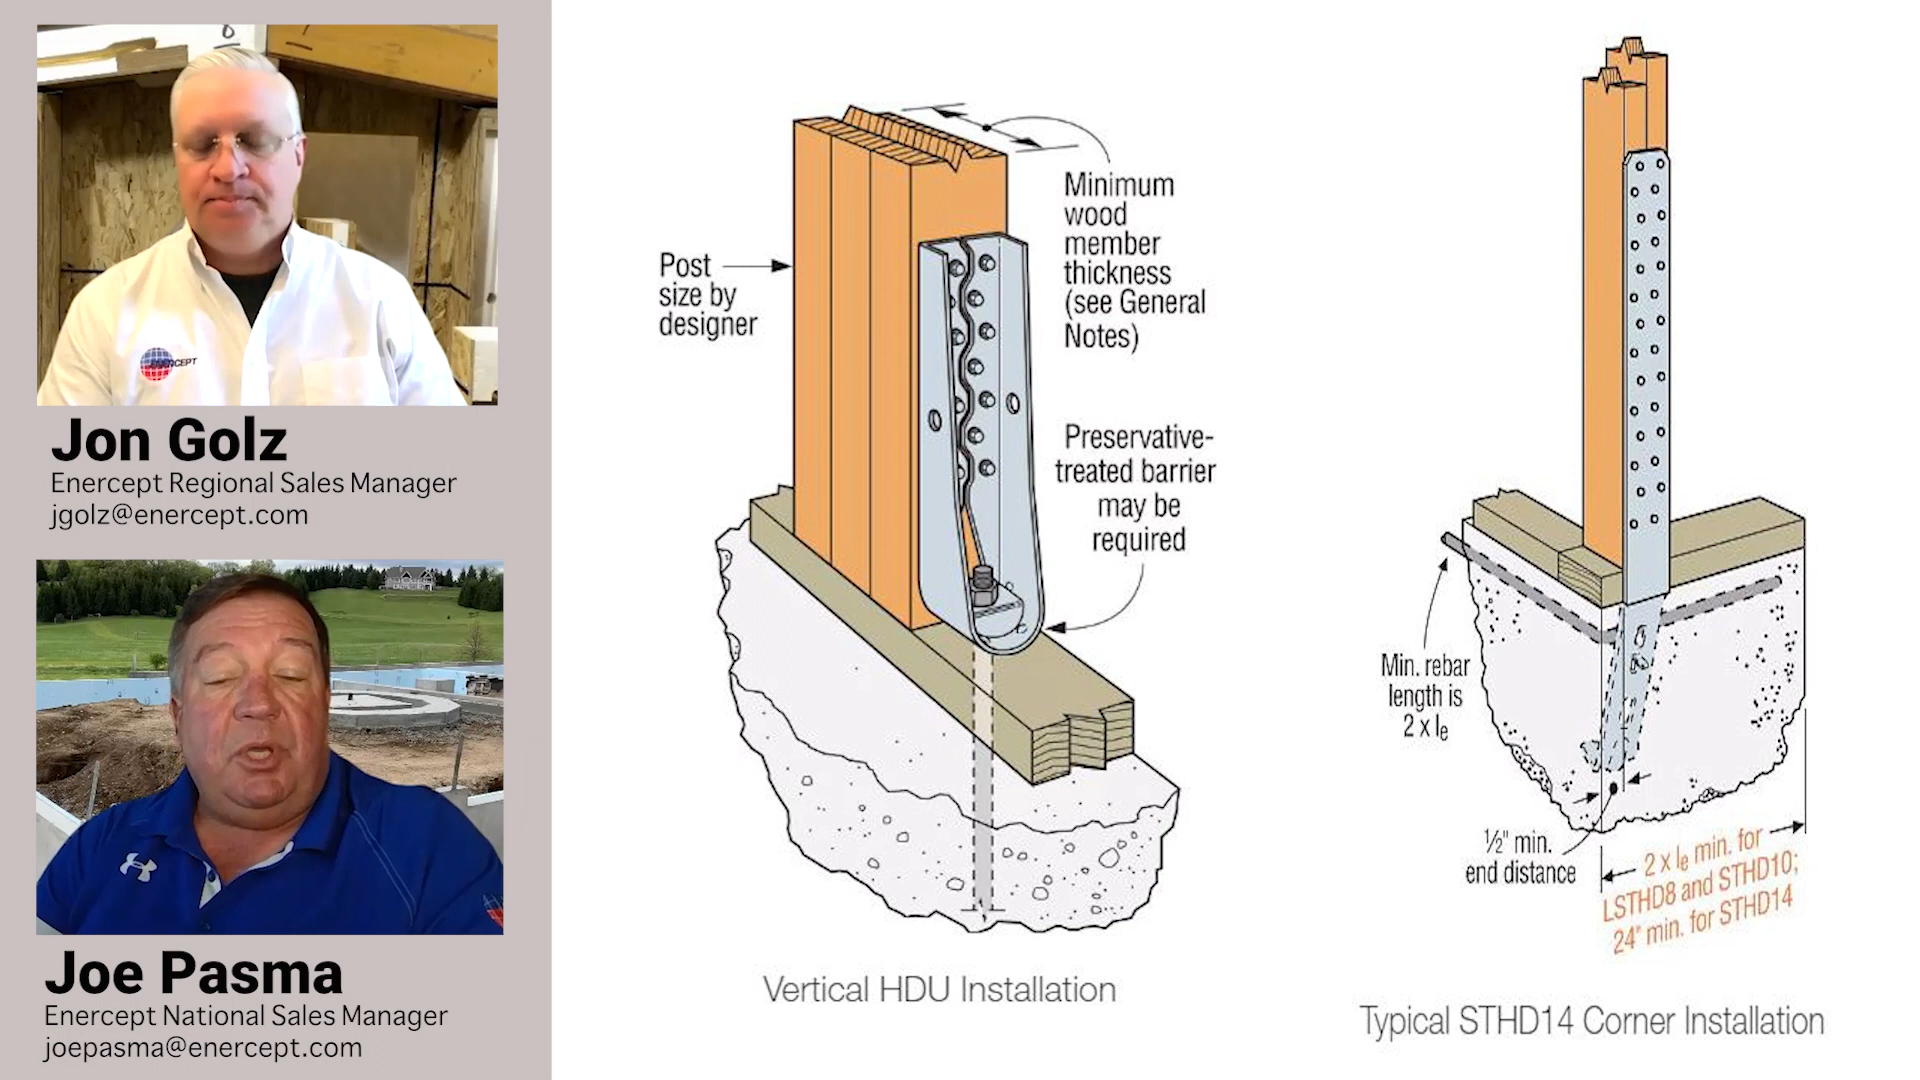 8
ENERCEPT
Jon Golz
Enercept Regional Sales Manager
jgolz@enercept.com
Joe Pasma
Enercept National Sales Manager
joepasma@enercept.com
Post
size by
designer
Minimum
wood
member
thickness
(see General
Notes)
Preservative-
treated barrier
may be
required
Vertical HDU Installation
Min. rebar
length is
2 x le
½" min.
end distance
2 x le min. for
LSTHD8 and STHD10;
24" min. for STHD14
Typical STHD14 Corner Installation